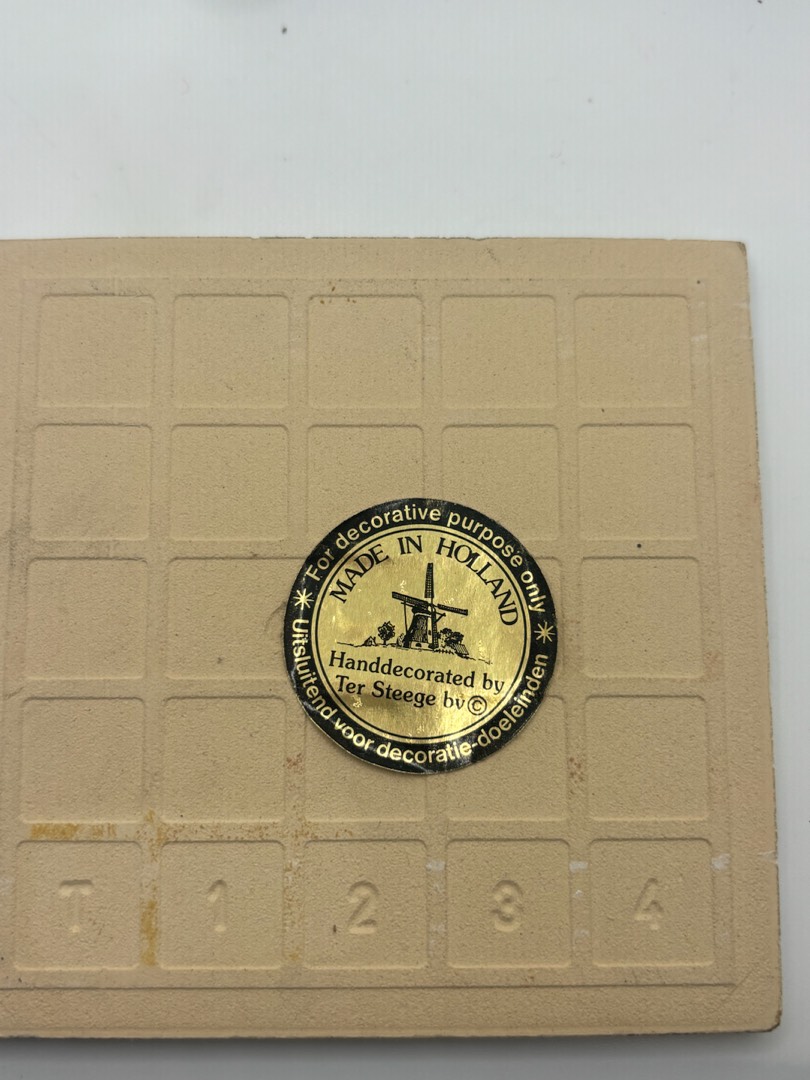 For decorative purpose only
MADE IN HOLLAND
Handdecorated by
Ter Steege bv©
Uitsluitend voor decoratie-doeleinden
T 1 2 3 4